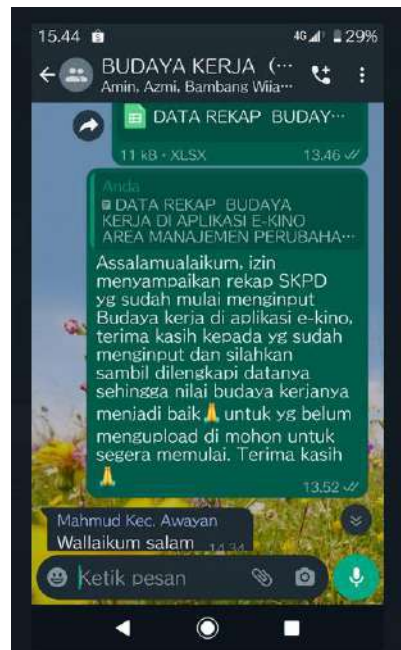 15.44 4G 29%
BUDAYA KERJA (...
Amin, Azmi, Bambang Wiia...
DATA REKAP BUDAY...
11 kB • XLSX 13.46
Anda
DATA REKAP BUDAYA
KERJA DI APLIKASI E-KINO
AREA MANAJEMEN PERUBAHA...
Assalamualaikum, izin
menyampaikan rekap SKPD
yg sudah mulai menginput
Budaya kerja di aplikasi e-kino,
terima kasih kepada yg sudah
menginput dan silahkan
sambil dilengkapi datanya
sehingga nilai budaya kerjanya
menjadi baik🙏 untuk yg belum
mengupload di mohon untuk
segera memulai. Terima kasih
🙏
13.52
Mahmud Kec. Awayan
Wallaikum salam 14.34
Ketik pesan